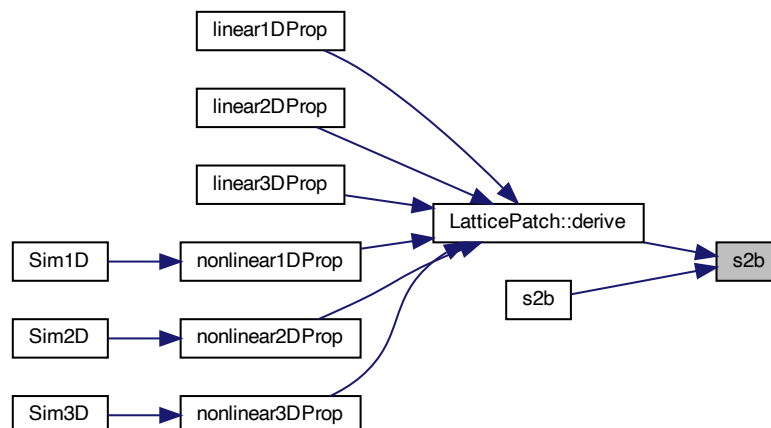 linear1DProp
linear2DProp
linear3DProp
LatticePatch::derive
Sim1D
nonlinear1DProp
s2b
s2b
Sim2D
nonlinear2DProp
Sim3D
nonlinear3DProp